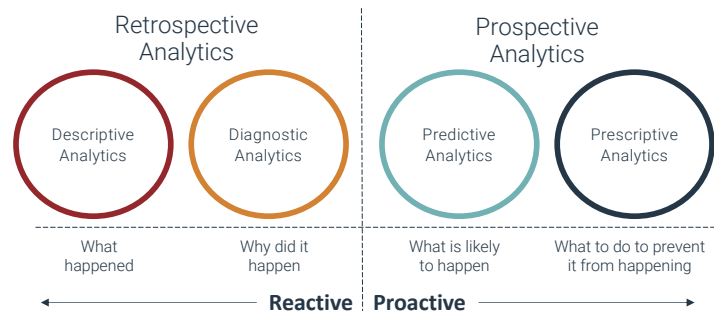 Retrospective
Analytics
Prospective
Analytics
Descriptive
Analytics
Diagnostic
Analytics
Predictive
Analytics
Prescriptive
Analytics
What
happened
Why did it
happen
What is likely
to happen
What to do to prevent
it from happening
Reactive
Proactive